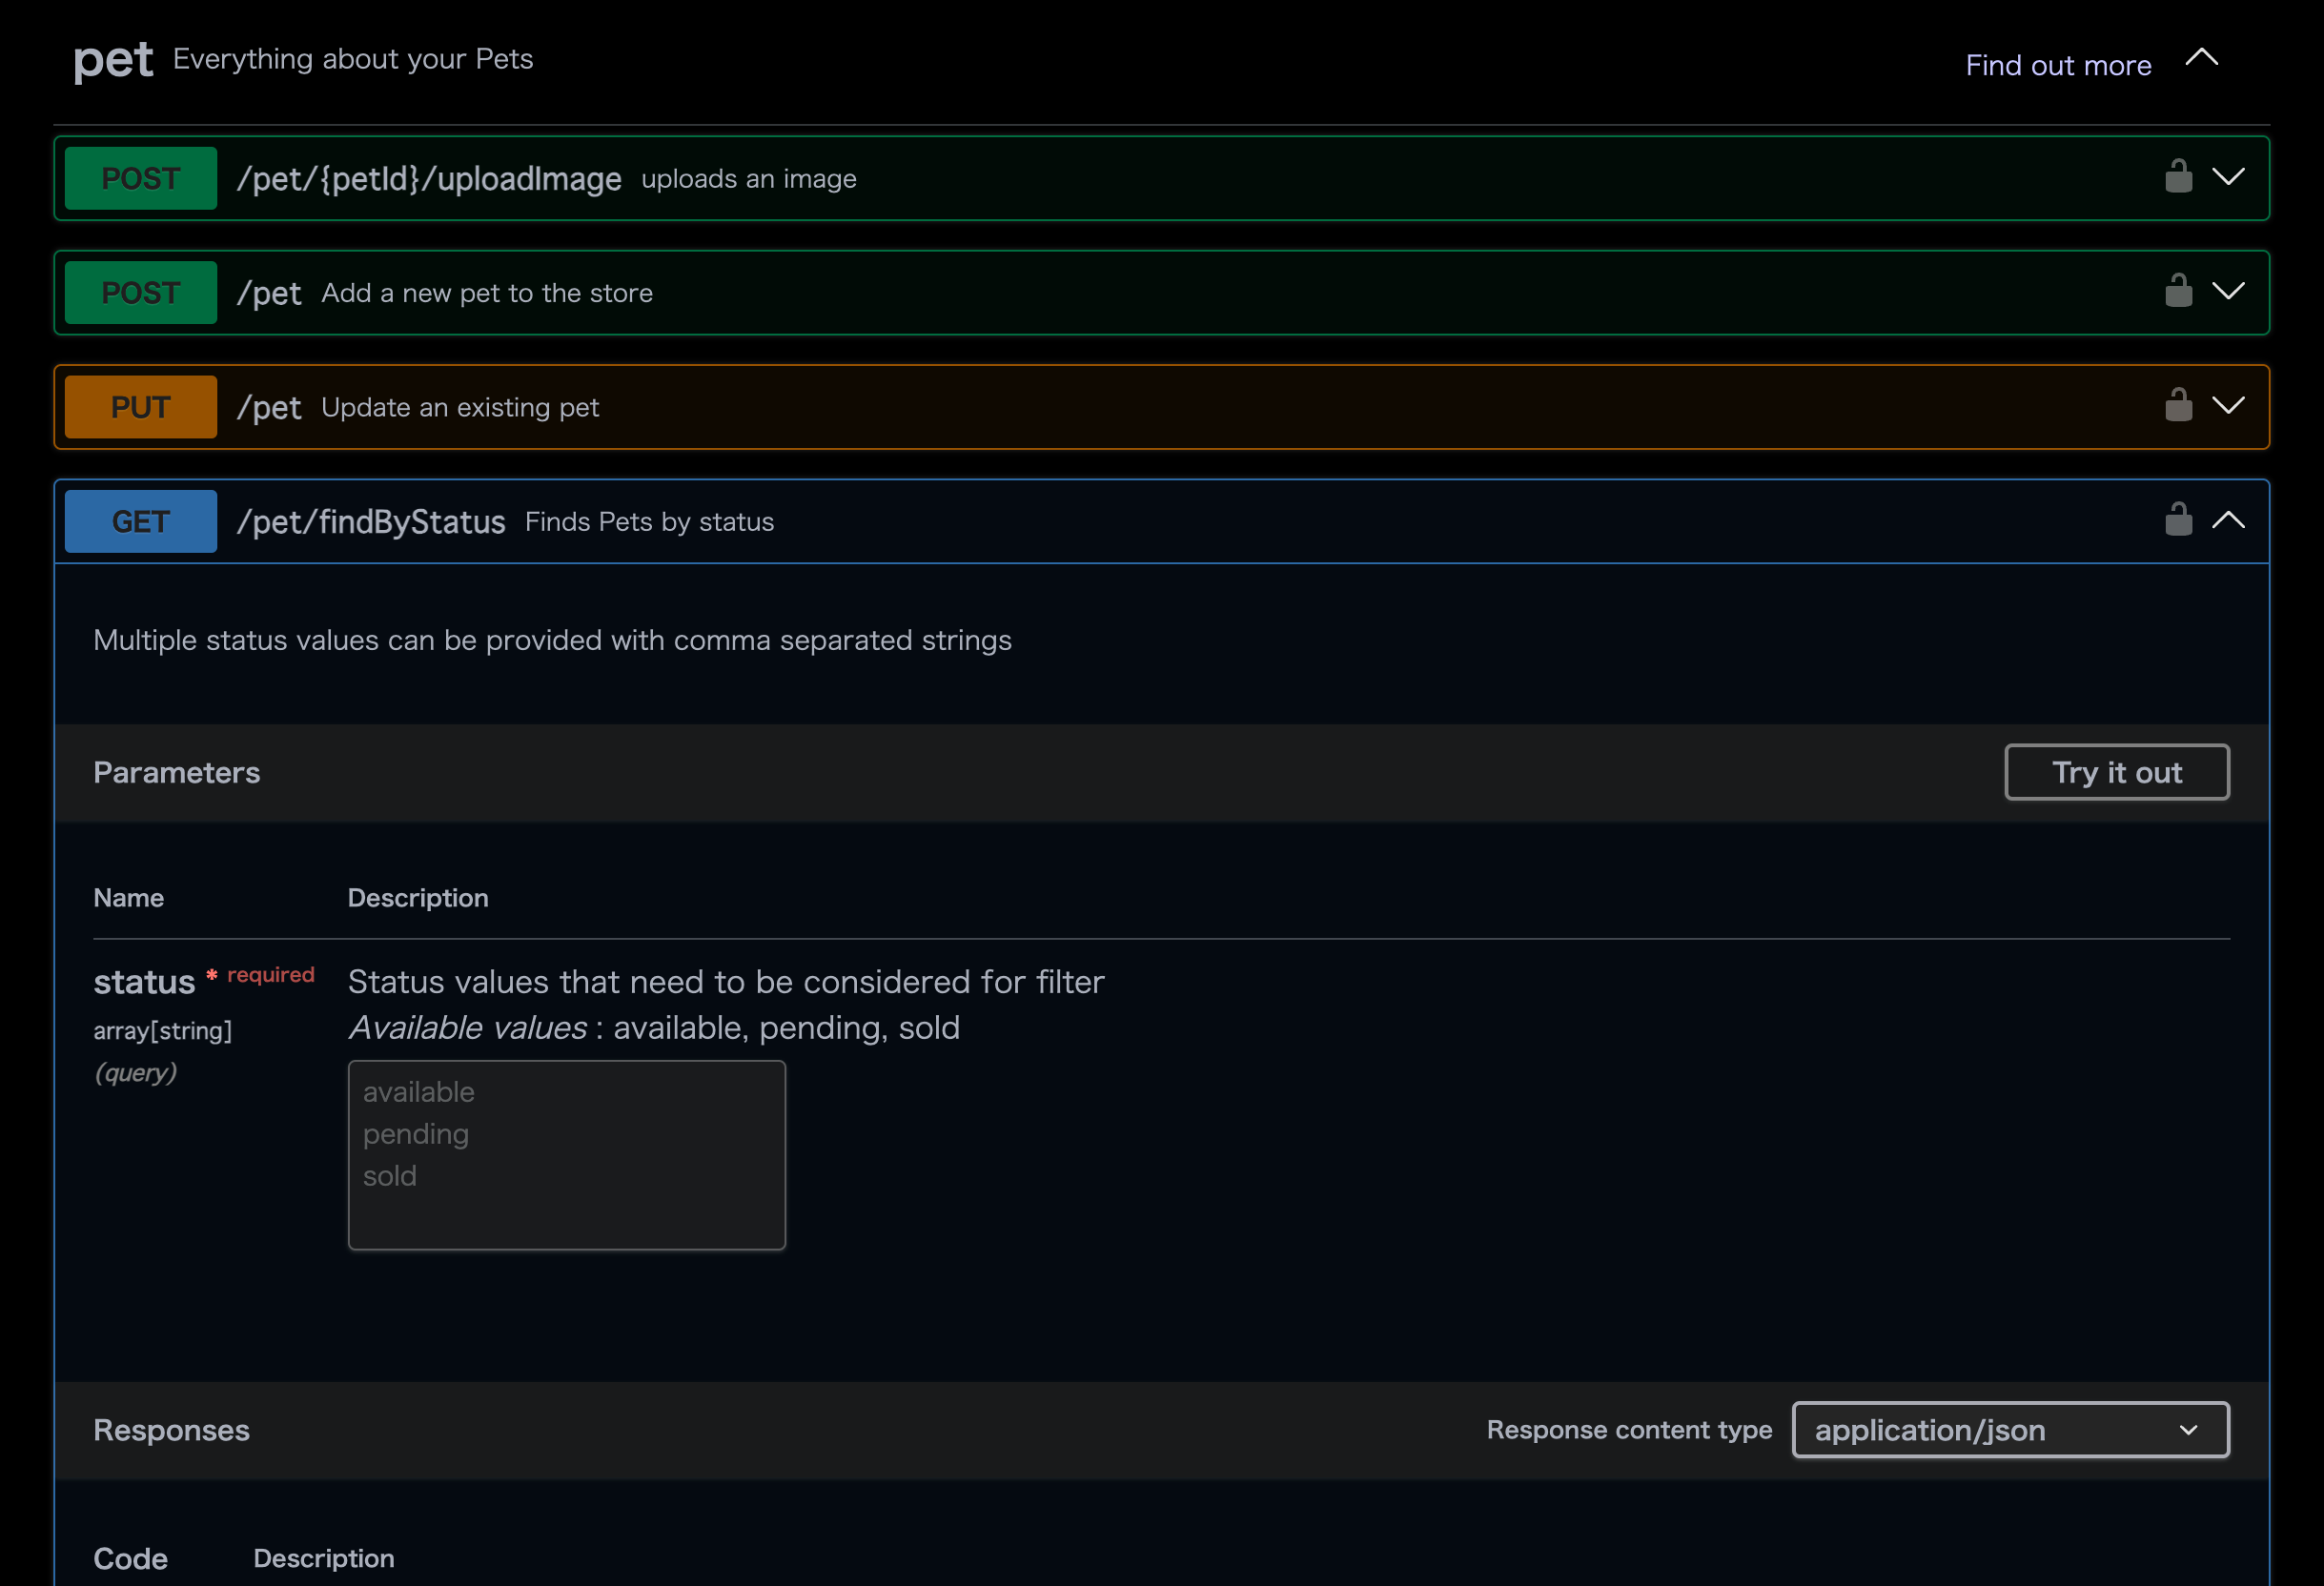 pet Everything about your Pets Find out more
POST /pet/{petId}/uploadImage uploads an image
POST /pet Add a new pet to the store
PUT /pet Update an existing pet
GET /pet/findByStatus Finds Pets by status
Multiple status values can be provided with comma separated strings
Parameters Try it out
Name Description
status * required Status values that need to be considered for filter
array[string] Available values : available, pending, sold
(query)
available
pending
sold
Responses Response content type application/json
Code Description